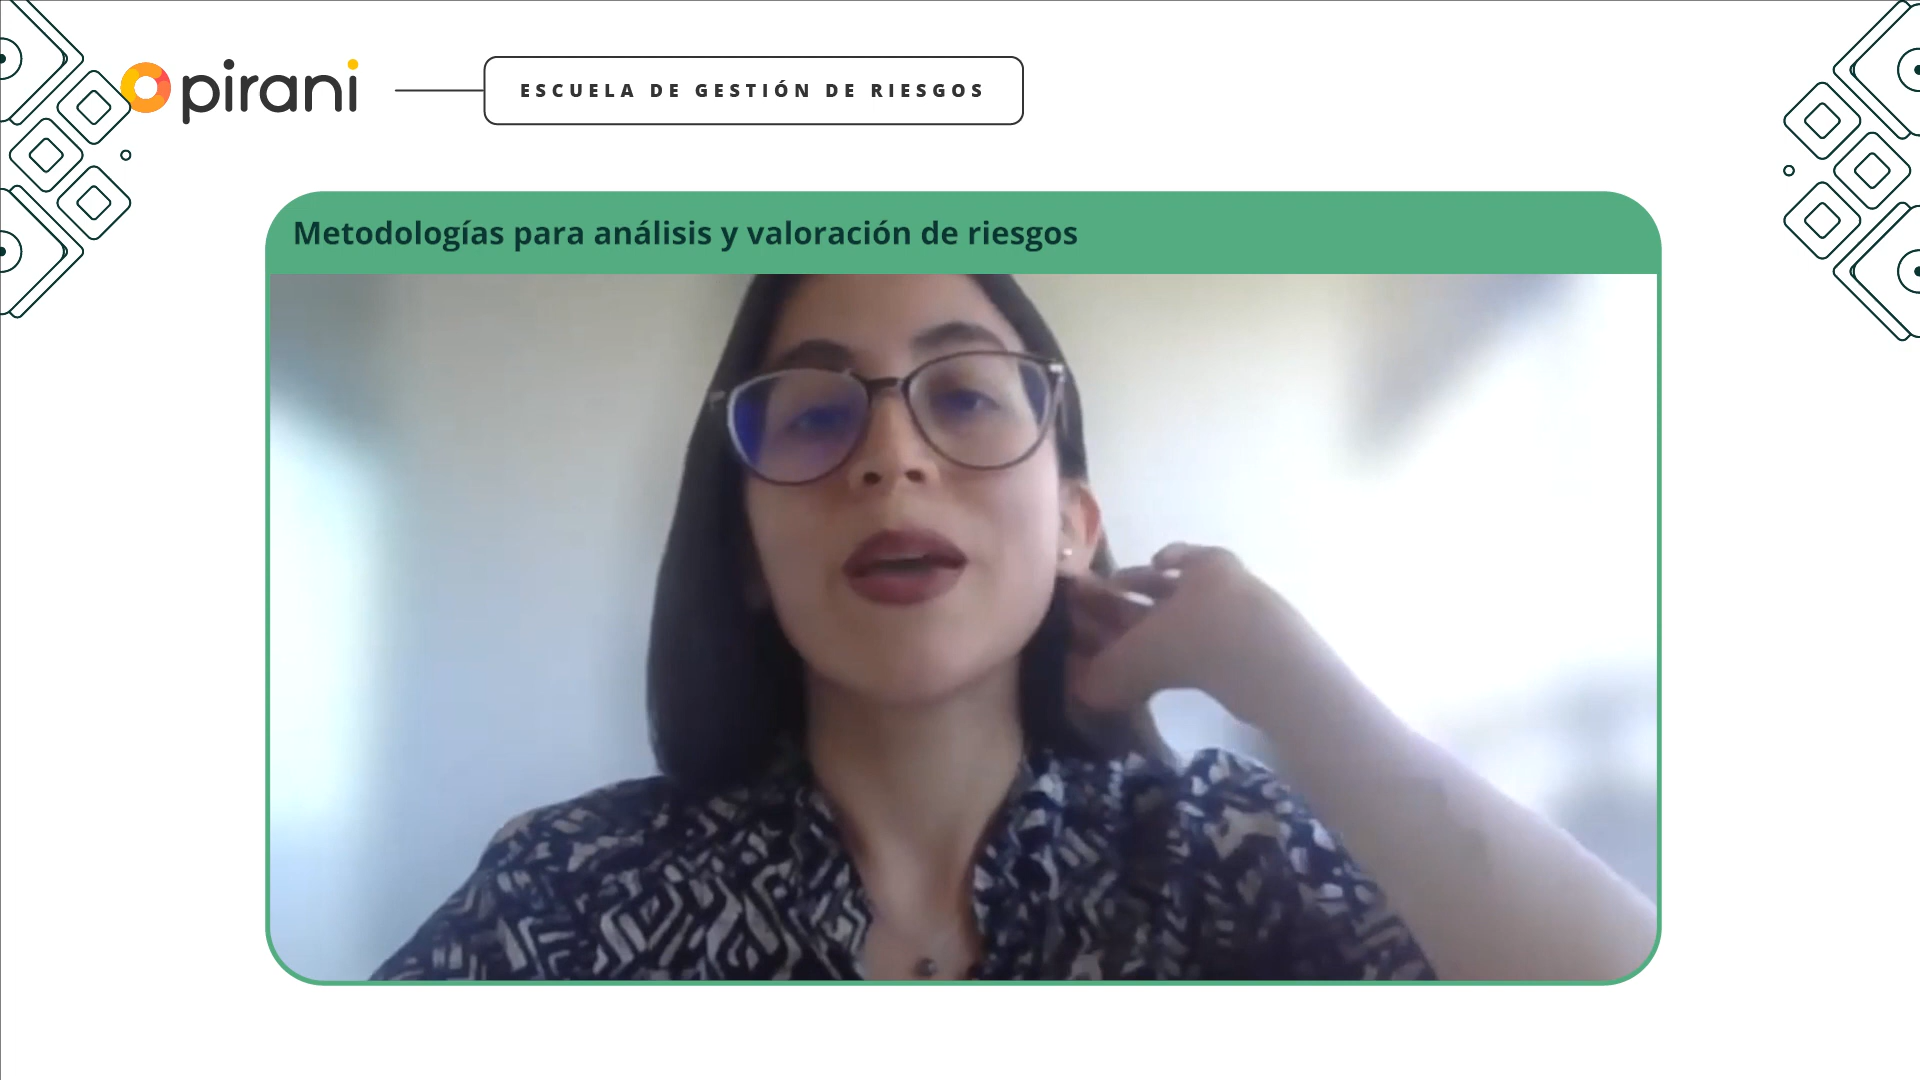 pirani
ESCUELA DE GESTIÓN DE RIESGOS
Metodologías para análisis y valoración de riesgos